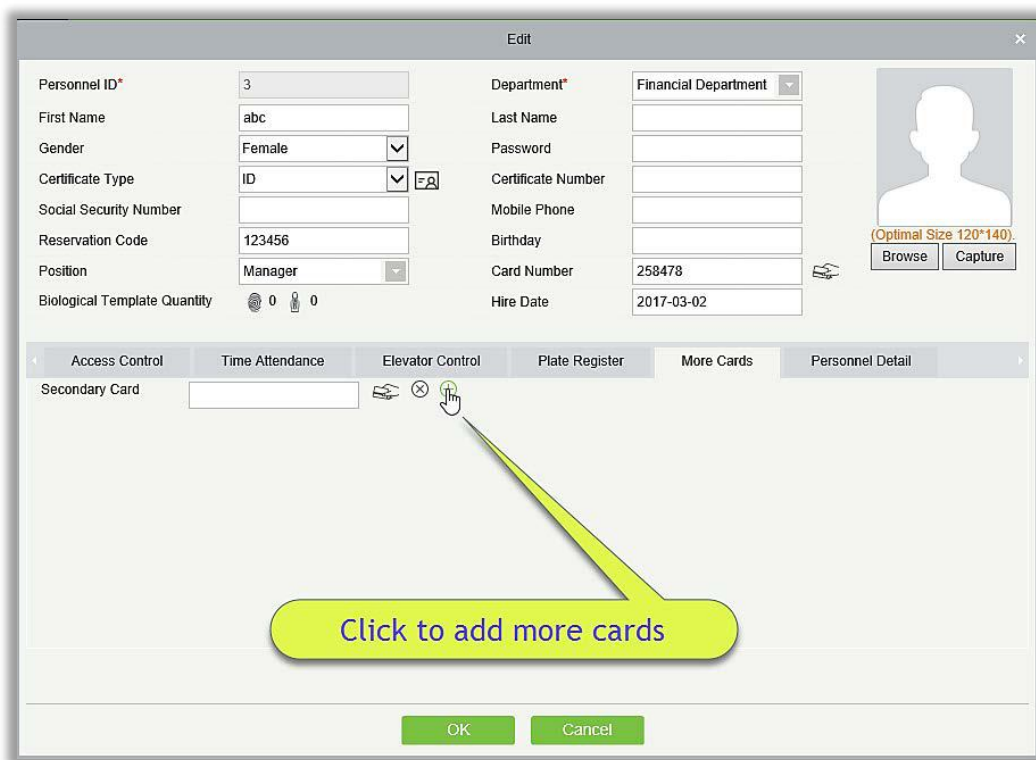 Edit
Personnel ID* 3 Department* Financial Department
First Name abc Last Name
Gender Female Password
Certificate Type ID Certificate Number
Social Security Number Mobile Phone
Reservation Code 123456 Birthday
(Optimal Size 120*140).
Browse Capture
Position Manager Card Number 258478
Biological Template Quantity 0 0 Hire Date 2017-03-02
Access Control Time Attendance Elevator Control Plate Register More Cards Personnel Detail
Secondary Card
Click to add more cards
OK Cancel